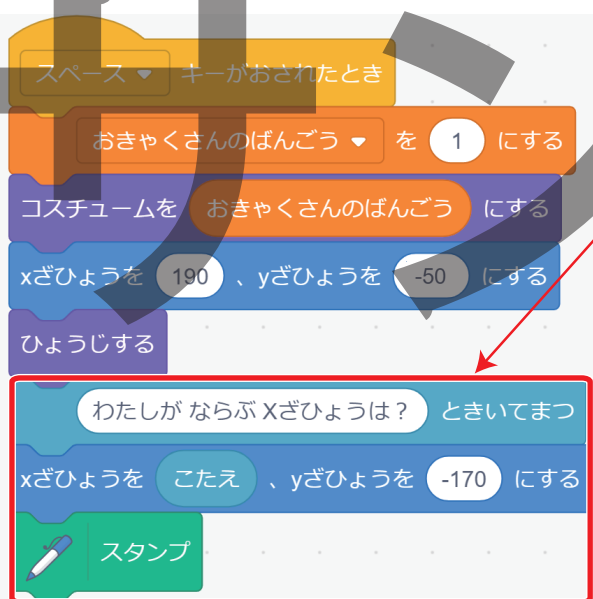 スペース キーがおされたとき
おきゃくさんのばんごう を 1 にする
コスチュームを おきゃくさんのばんごう にする
xざひょうを 190 、yざひょうを -50 にする
ひょうじする
わたしが ならぶ Xざひょうは？ ときいてまつ
xざひょうを こたえ 、yざひょうを -170 にする
スタンプ